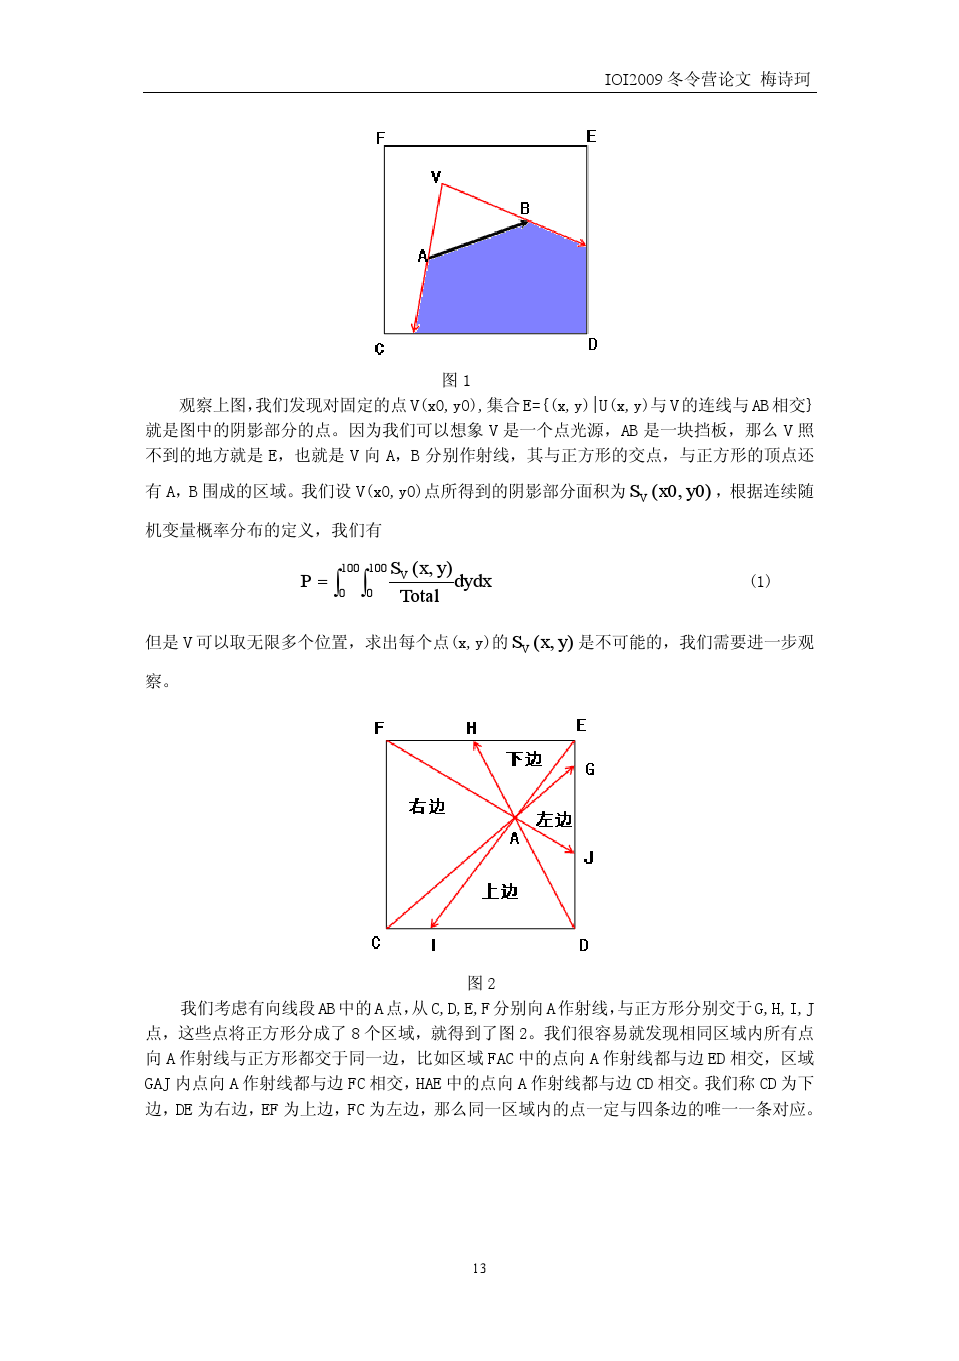 IOI2009 冬令营论文 梅诗珂
F E
V
B
A
C D
图 1
观察上图,我们发现对固定的点 V(x0,y0),集合 E={(x,y)|U(x,y)与 V 的连线与 AB 相交}
就是图中的阴影部分的点。因为我们可以想象 V 是一个点光源，AB 是一块挡板，那么 V 照
不到的地方就是 E，也就是 V 向 A，B 分别作射线，其与正方形的交点，与正方形的顶点还
有 A，B 围成的区域。我们设 V(x0,y0)点所得到的阴影部分面积为 S_V (x0, y0)，根据连续随
机变量概率分布的定义，我们有
P = ∫_0^100 ∫_0^100 S_V (x, y)/Total dydx (1)
但是 V 可以取无限多个位置，求出每个点(x,y)的 S_V (x, y) 是不可能的，我们需要进一步观
察。
F H E
下边 G
右边 左边
A J
上边
C I D
图 2
我们考虑有向线段 AB 中的 A 点，从 C,D,E,F 分别向 A 作射线，与正方形分别交于 G,H,I,J
点，这些点将正方形分成了 8 个区域，就得到了图 2。我们很容易就发现相同区域内所有点
向 A 作射线与正方形都交于同一边，比如区域 FAC 中的点向 A 作射线都与边 ED 相交，区域
GAJ 内点向 A 作射线都与边 FC 相交，HAE 中的点向 A 作射线都与边 CD 相交。我们称 CD 为下
边，DE 为右边，EF 为上边，FC 为左边，那么同一区域内的点一定与四条边的唯一一条对应。
13